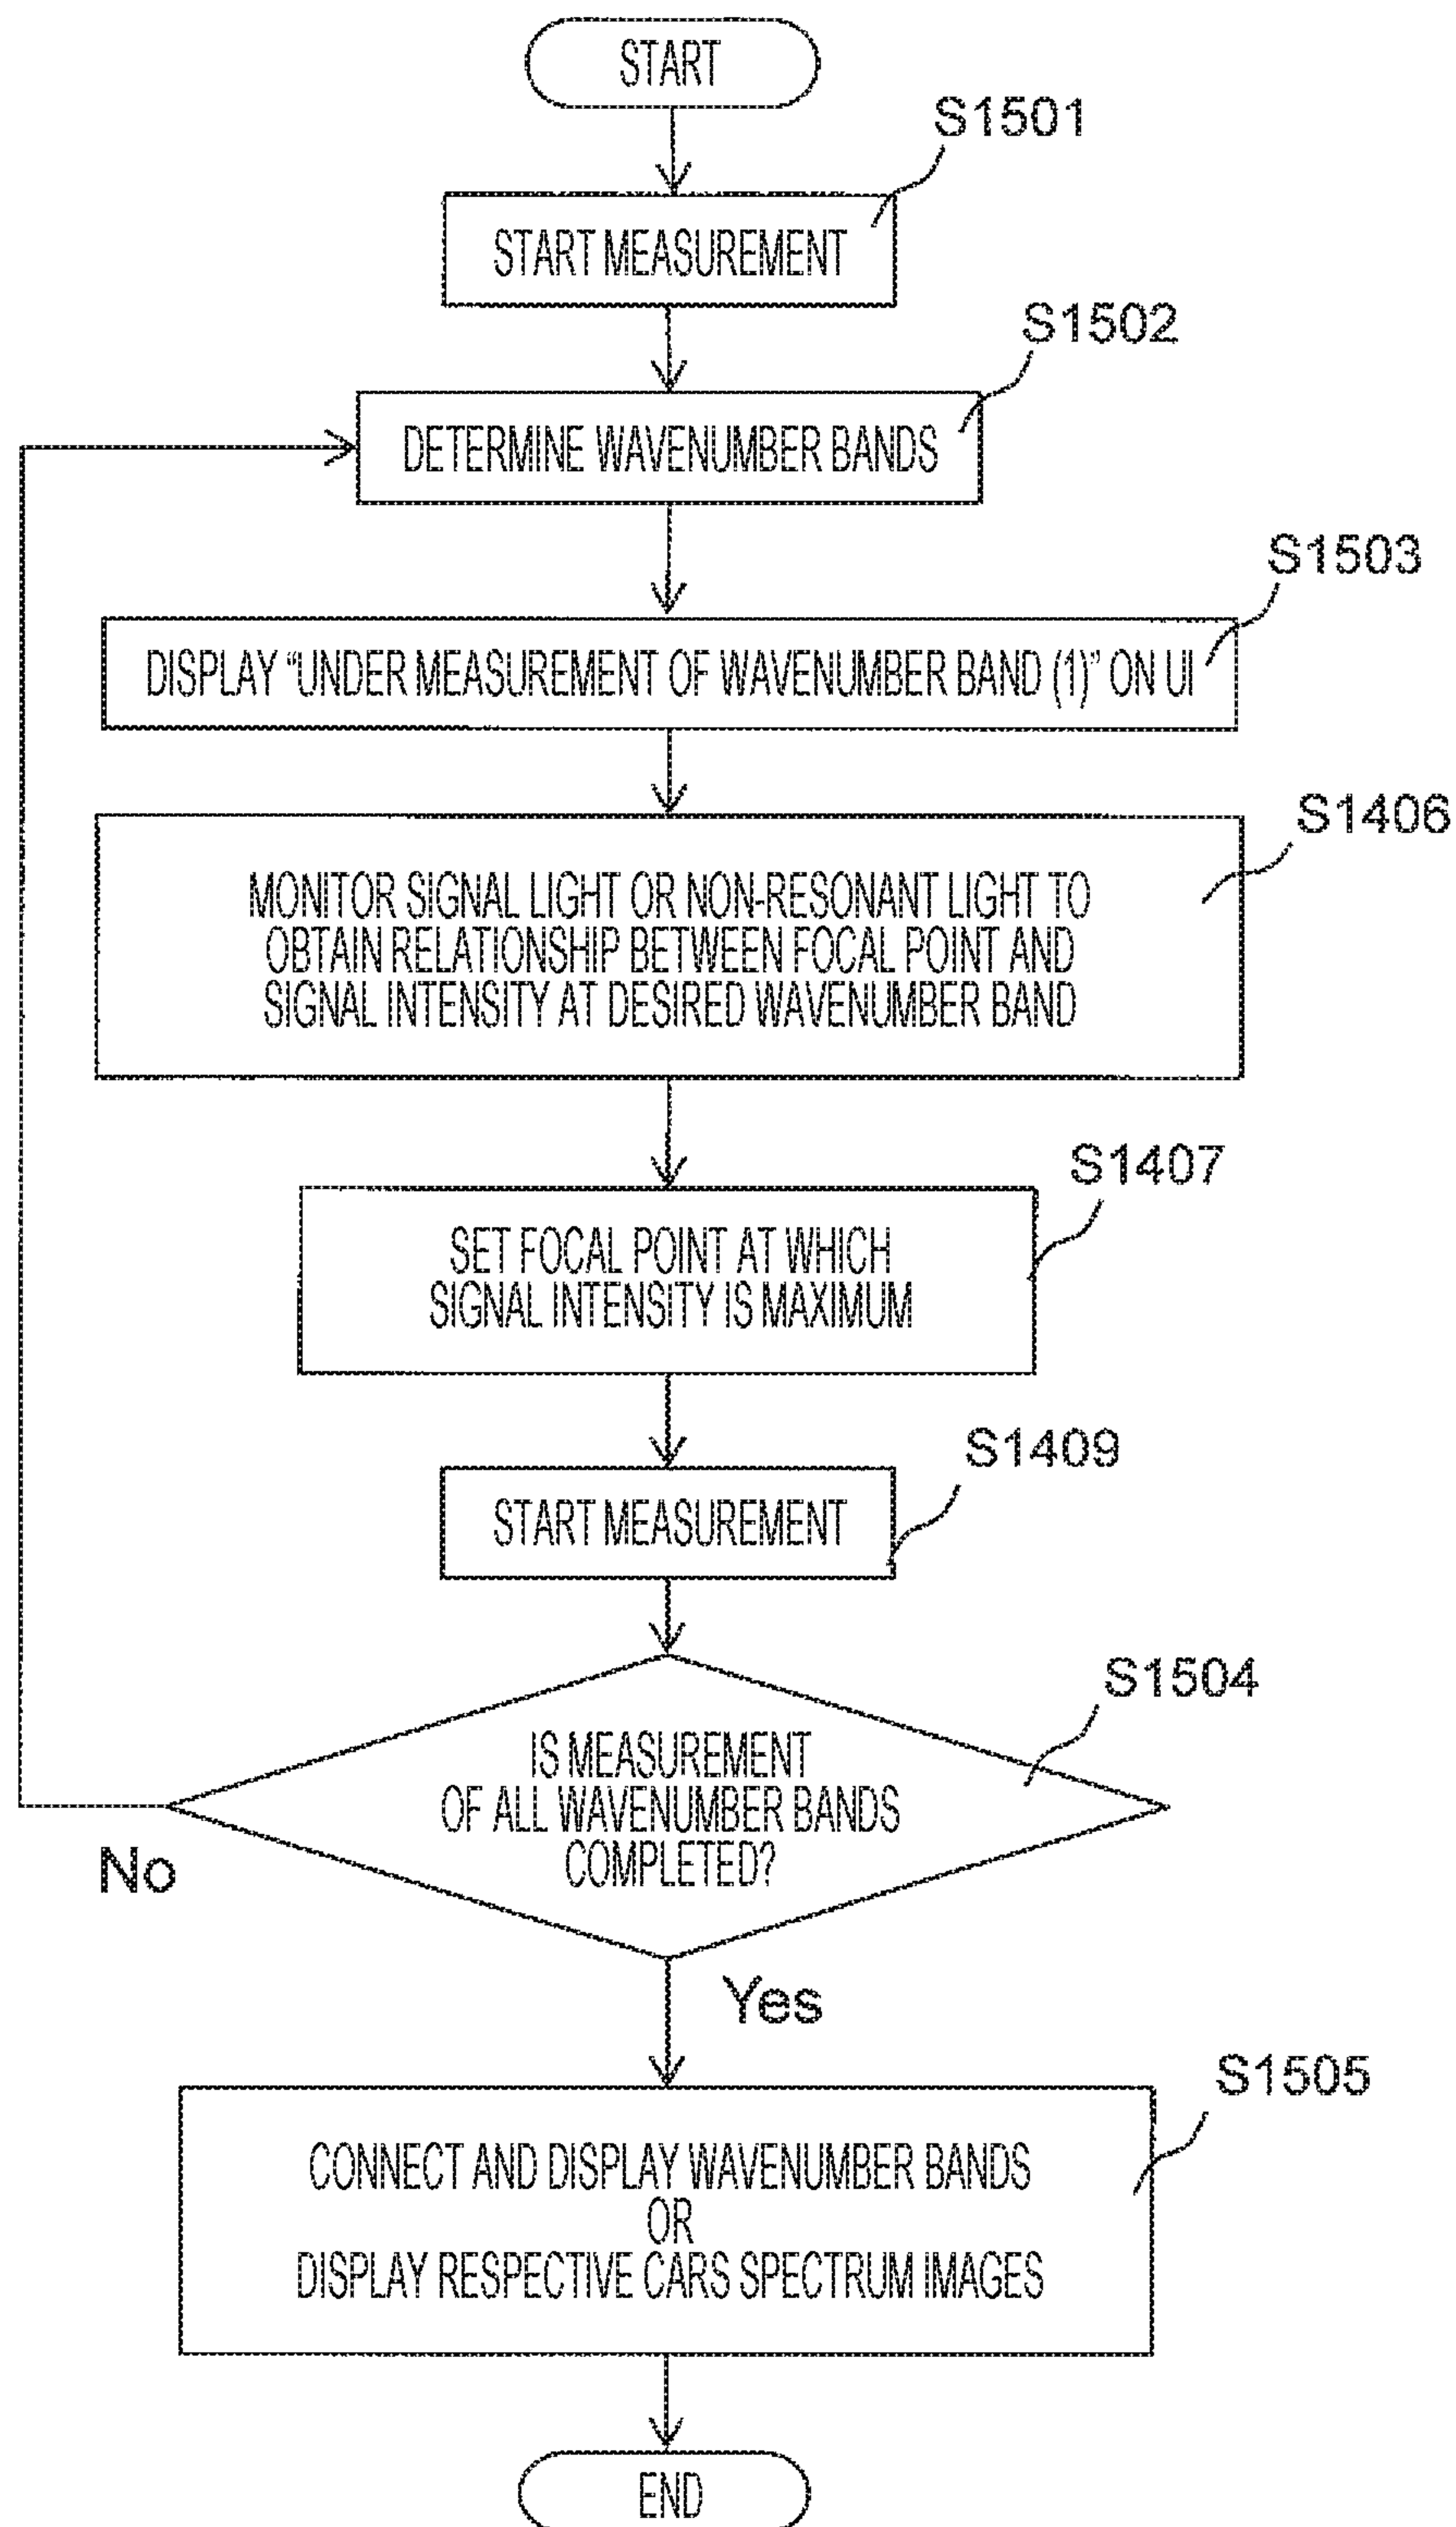 START
S1501
START MEASUREMENT
S1502
DETERMINE WAVENUMBER BANDS
S1503
DISPLAY “UNDER MEASUREMENT OF WAVENUMBER BAND (1)” ON UI
S1406
MONITOR SIGNAL LIGHT OR NON-RESONANT LIGHT TO
OBTAIN RELATIONSHIP BETWEEN FOCAL POINT AND
SIGNAL INTENSITY AT DESIRED WAVENUMBER BAND
S1407
SET FOCAL POINT AT WHICH
SIGNAL INTENSITY IS MAXIMUM
S1409
START MEASUREMENT
S1504
IS MEASUREMENT
OF ALL WAVENUMBER BANDS
COMPLETED?
No
Yes
S1505
CONNECT AND DISPLAY WAVENUMBER BANDS
OR
DISPLAY RESPECTIVE CARS SPECTRUM IMAGES
END